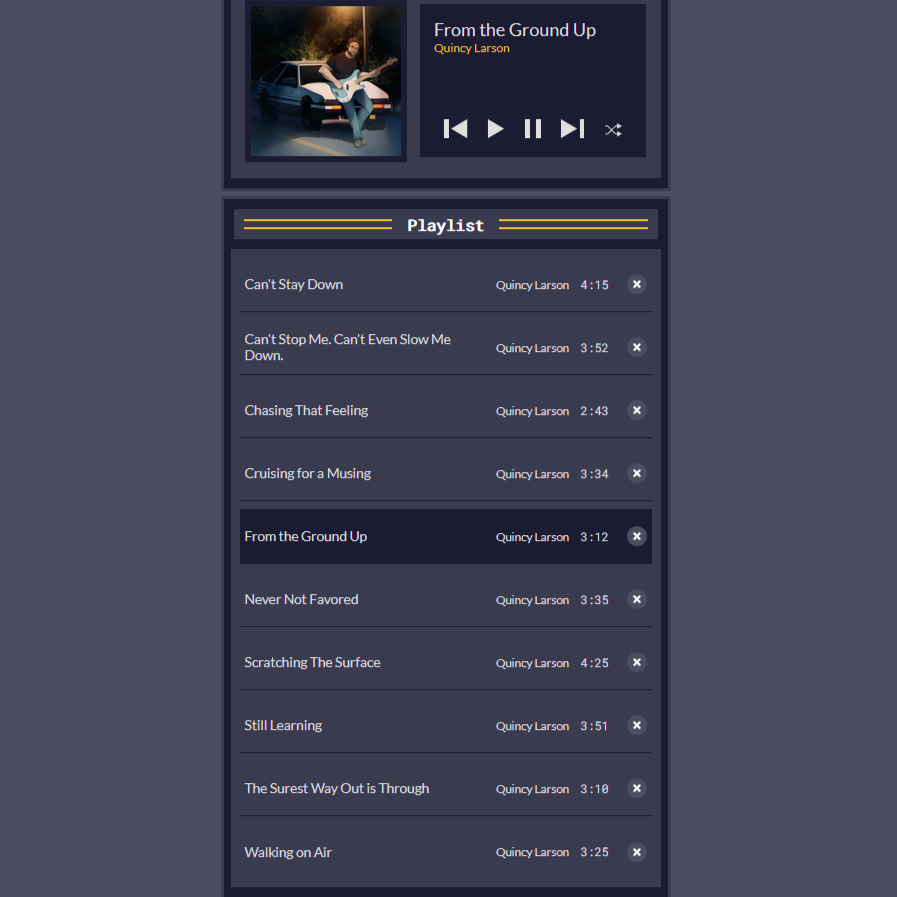 From the Ground Up
Quincy Larson
Playlist
Can't Stay Down Quincy Larson 4:15
Can't Stop Me. Can't Even Slow Me
Down. Quincy Larson 3:52
Chasing That Feeling Quincy Larson 2:43
Cruising for a Musing Quincy Larson 3:34
From the Ground Up Quincy Larson 3:12
Never Not Favored Quincy Larson 3:35
Scratching The Surface Quincy Larson 4:25
Still Learning Quincy Larson 3:51
The Surest Way Out is Through Quincy Larson 3:10
Walking on Air Quincy Larson 3:25